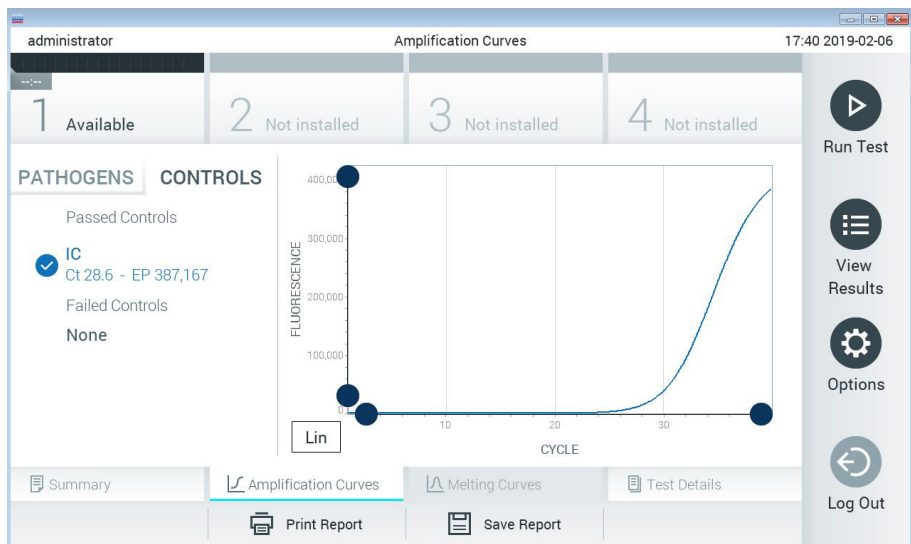 administrator
Amplification Curves
17:40 2019-02-06
--:--
1 Available
2 Not installed
3 Not installed
4 Not installed
Run Test
View
Results
Options
Log Out
PATHOGENS
CONTROLS
Passed Controls
IC
Ct 28.6 - EP 387,167
Failed Controls
None
FLUORESCENCE
300,000
200,000
100,000
0
10
20
30
CYCLE
Lin
Summary
Amplification Curves
Melting Curves
Test Details
Print Report
Save Report